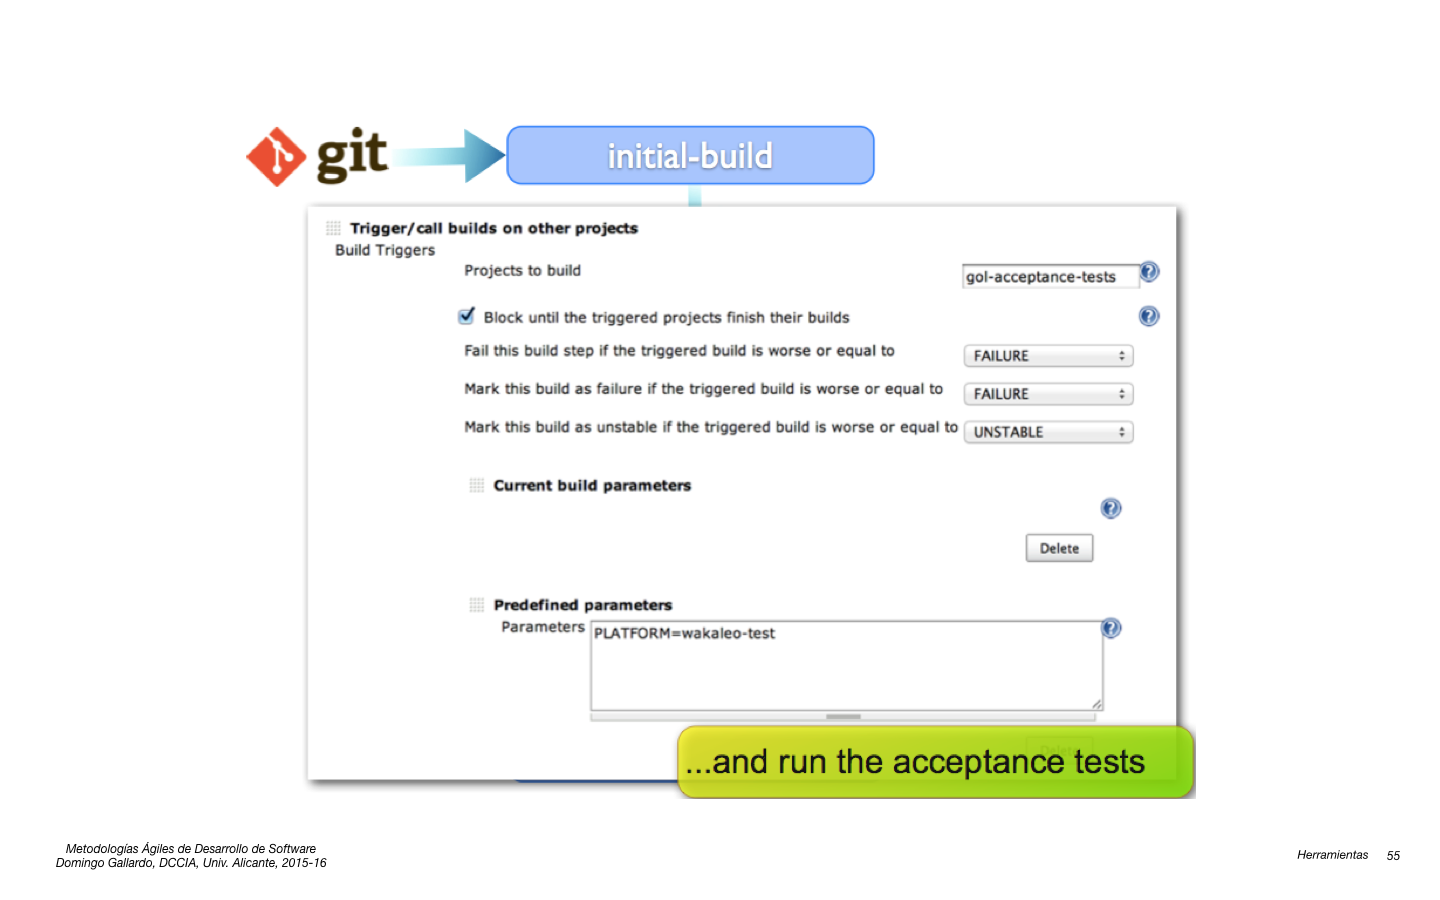 git
initial-build
Trigger/call builds on other projects
Build Triggers
Projects to build
gol-acceptance-tests
Block until the triggered projects finish their builds
Fail this build step if the triggered build is worse or equal to
FAILURE
Mark this build as failure if the triggered build is worse or equal to
FAILURE
Mark this build as unstable if the triggered build is worse or equal to
UNSTABLE
Current build parameters
Delete
Predefined parameters
Parameters
PLATFORM=wakaleo-test
Delete
...and run the acceptance tests
Metodologías Ágiles de Desarrollo de Software
Domingo Gallardo, DCCIA, Univ. Alicante, 2015-16
Herramientas 55